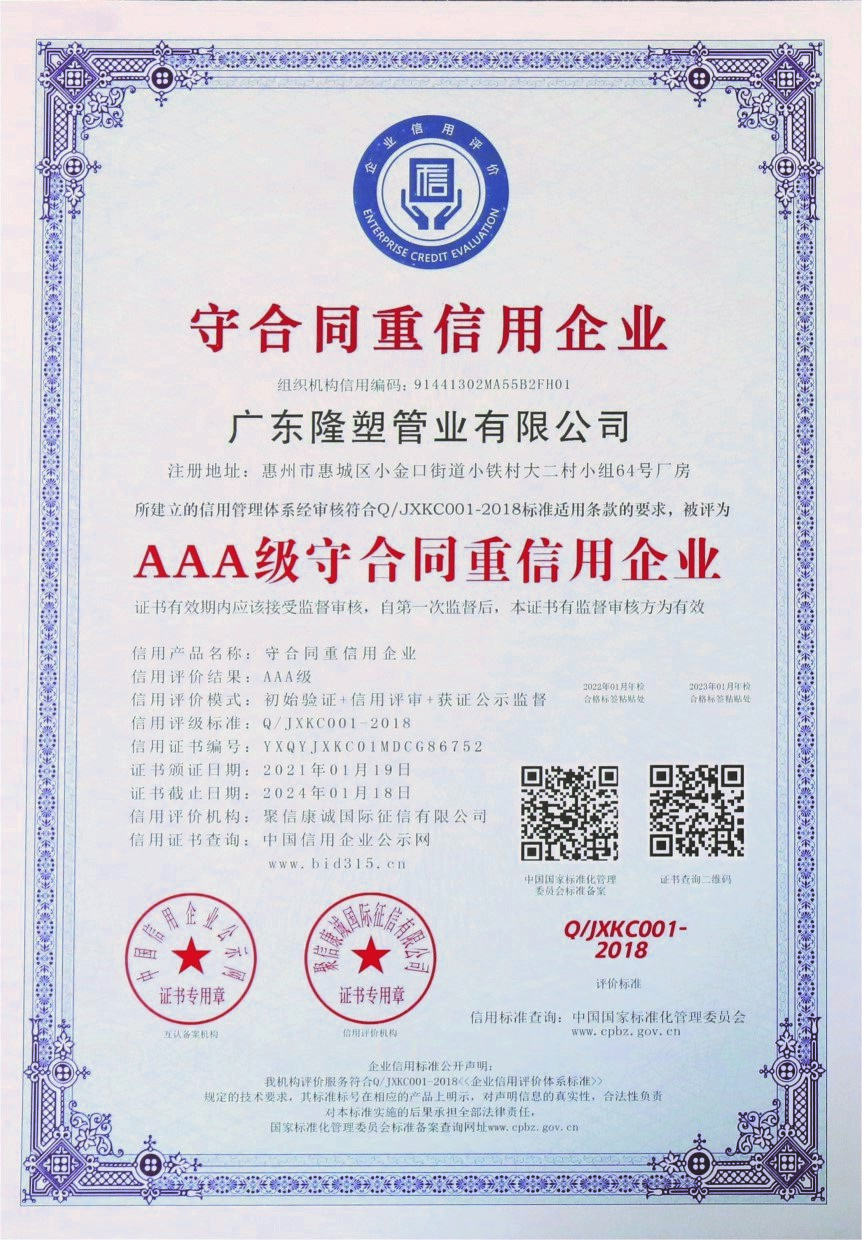 企业信用评价
信
ENTERPRISE CREDIT EVALUATION
守合同重信用企业
组织机构信用编码：91441302MA55B2FH01
广东隆塑管业有限公司
注册地址：惠州市惠城区小金口街道小铁村大二村小组64号厂房
所建立的信用管理体系经审核符合Q/JXKC001-2018标准适用条款的要求，被评为
AAA级守合同重信用企业
证书有效期内应该接受监督审核，自第一次监督后，本证书有监督审核方为有效
信用产品名称：守合同重信用企业
信用评价结果：AAA级
信用评价模式：初始验证+信用评审+获证公示监督
信用评级标准：Q/JXKC001-2018
信用证书编号：YXQYJXKC01MDCG86752
证书颁证日期：2021年01月19日
证书截止日期：2024年01月18日
信用评价机构：聚信康诚国际征信有限公司
信用证书查询：中国信用企业公示网
www.bid315.cn
2022年01月年检
合格标签粘贴处
2023年01月年检
合格标签粘贴处
中国国家标准化管理
委员会标准备案
证书查询二维码
中国信用企业公示网
证书专用章
互认备案机构
聚信康诚国际征信有限公司
证书专用章
信用评价机构
Q/JXKC001-
2018
评价标准
信用标准查询：中国国家标准化管理委员会
www.cpbz.gov.cn
企业信用标准公开声明：
我机构评价服务符合Q/JXKC001-2018<<企业信用评价体系标准>>
规定的技术要求，其标准标号在相应的产品上明示，对声明信息的真实性，合法性负责
对本标准实施的后果承担全部法律责任，
国家标准化管理委员会标准备案查询网址www.cpbz.gov.cn